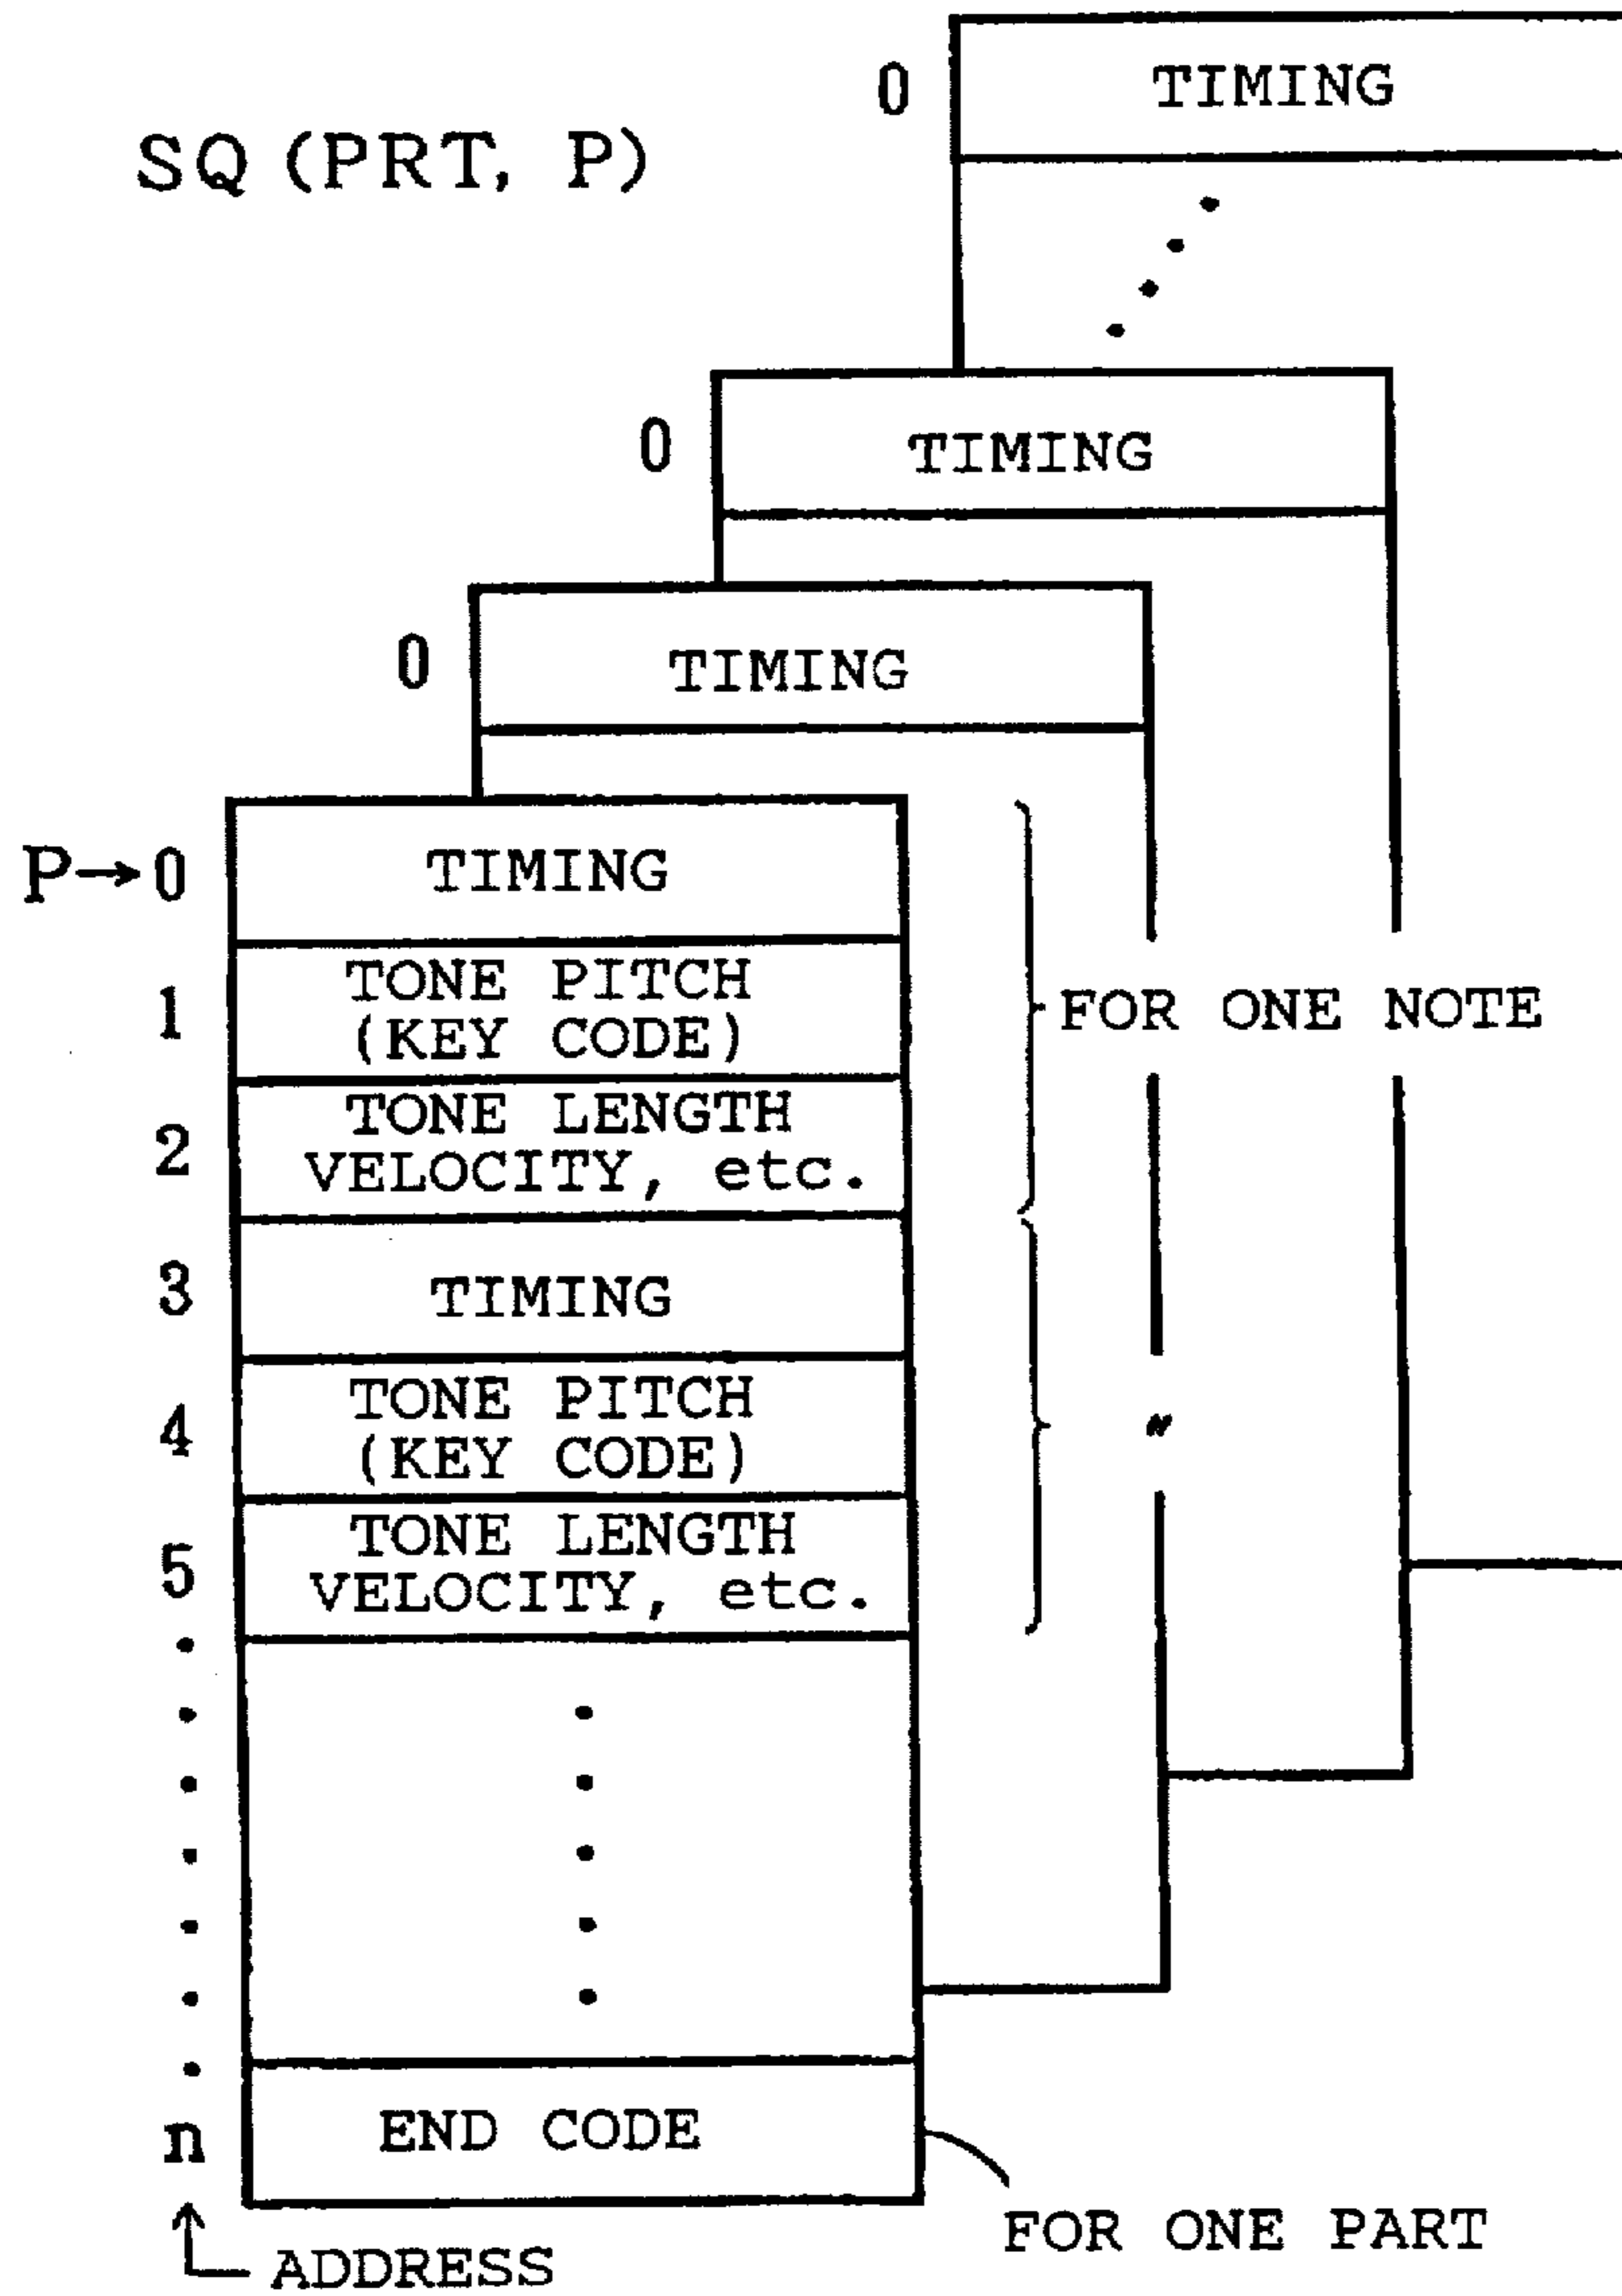 0 TIMING
SQ (PRT, P)
0 TIMING
0 TIMING
P→0 TIMING
1 TONE PITCH
(KEY CODE)
FOR ONE NOTE
2 TONE LENGTH
VELOCITY, etc.
3 TIMING
4 TONE PITCH
(KEY CODE)
〃
5 TONE LENGTH
VELOCITY, etc.
n END CODE
FOR ONE PART
ADDRESS